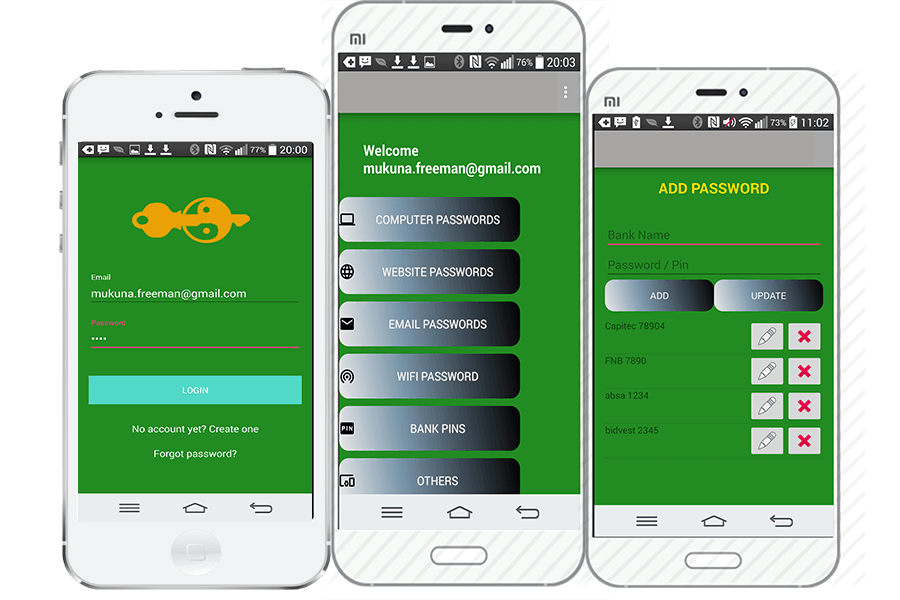 77% 20:00
Email
mukuna.freeman@gmail.com
Password
LOGIN
No account yet? Create one
Forgot password?
MI
76% 20:03
Welcome
mukuna.freeman@gmail.com
COMPUTER PASSWORDS
WEBSITE PASSWORDS
EMAIL PASSWORDS
WIFI PASSWORD
PIN BANK PINS
OTHERS
MI
73% 11:02
ADD PASSWORD
Bank Name
Password / Pin
ADD UPDATE
Capitec 78904
FNB 7890
absa 1234
bidvest 2345